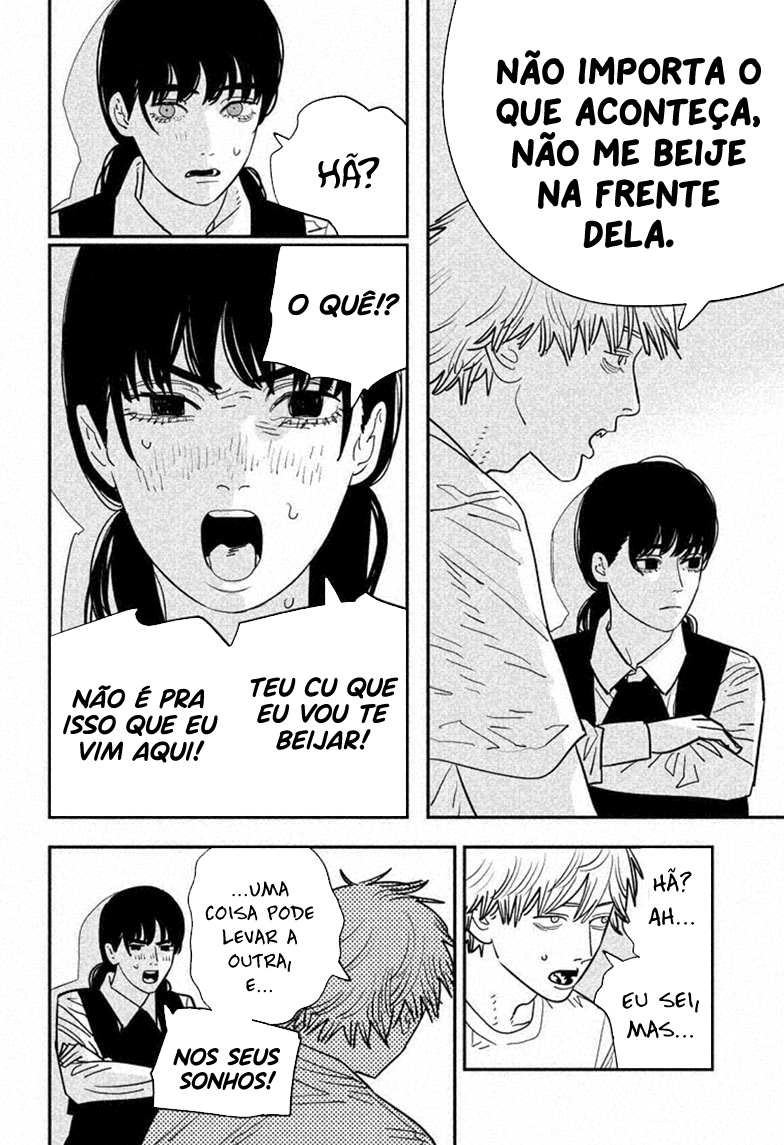 NÃO IMPORTA O
QUE ACONTEÇA,
NÃO ME BEIJE
NA FRENTE
DELA.
HÃ?
O QUÊ!?
TEU CU QUE
EU VOU TE
BEIJAR!
NÃO É PRA
ISSO QUE EU
VIM AQUI!
HÃ?
AH...
EU SEI,
MAS...
...UMA
COISA PODE
LEVAR A
OUTRA,
E...
NOS SEUS
SONHOS!